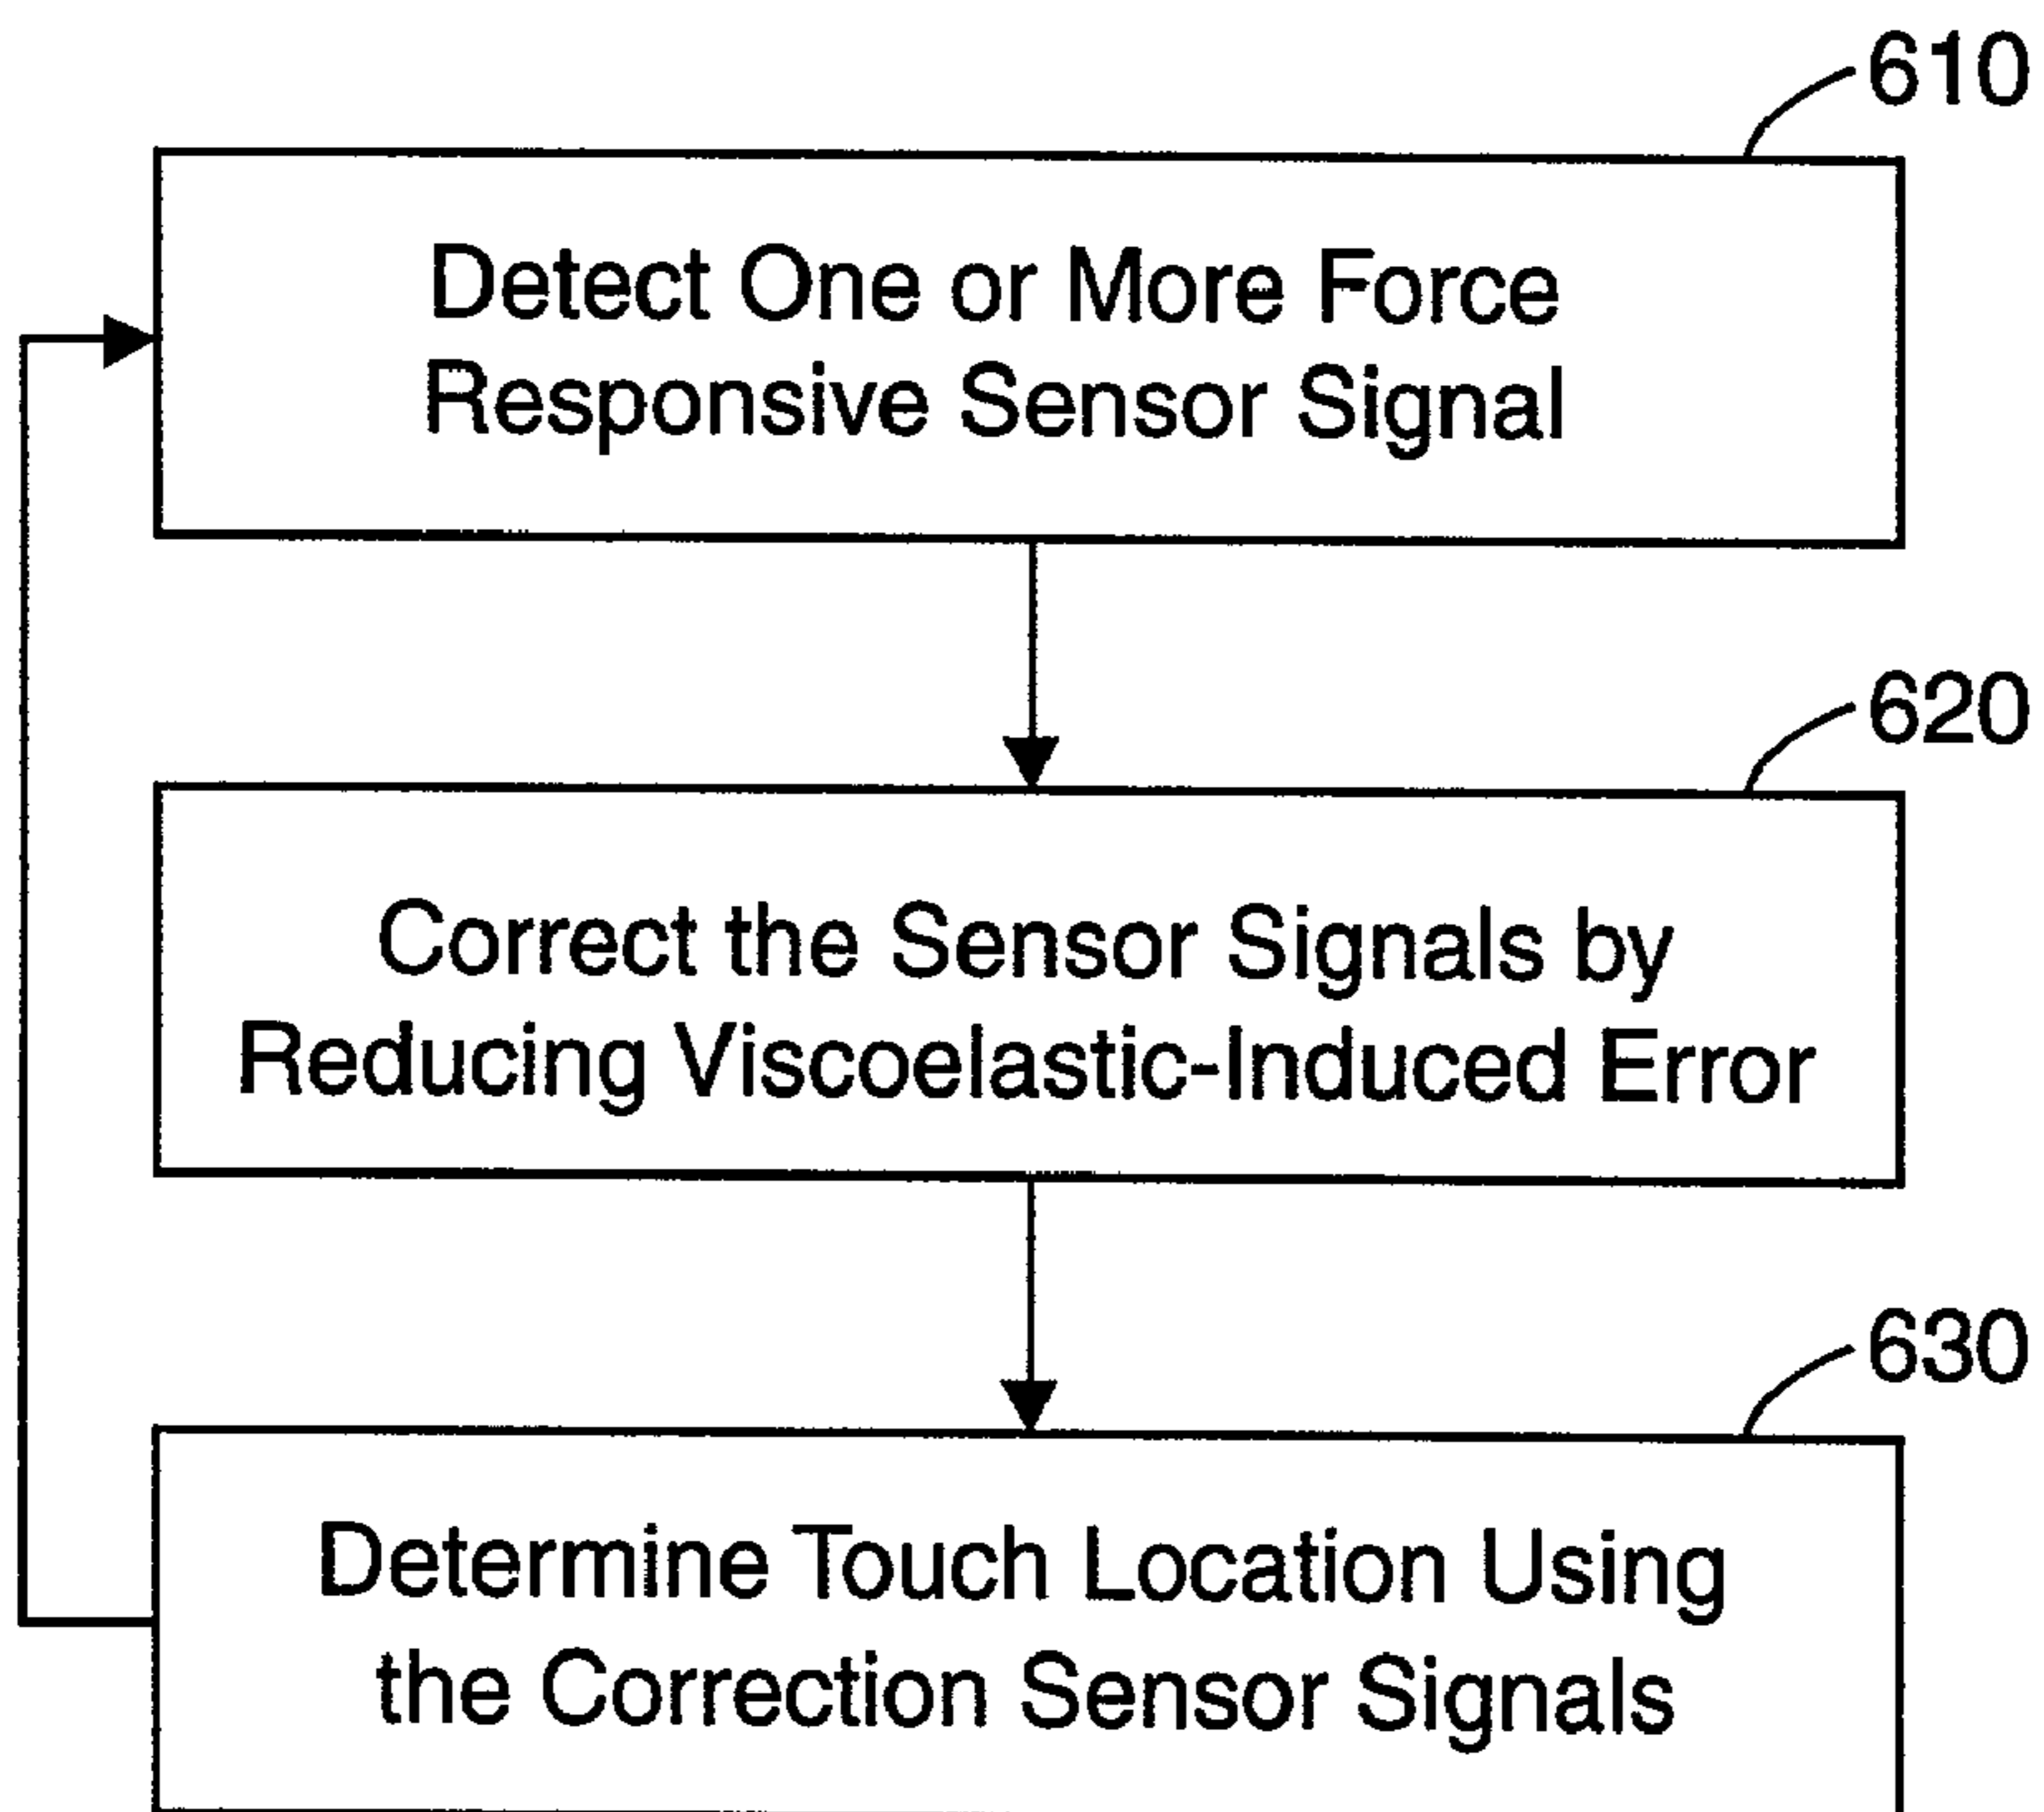 610
Detect One or More Force
Responsive Sensor Signal
620
Correct the Sensor Signals by
Reducing Viscoelastic-Induced Error
630
Determine Touch Location Using
the Correction Sensor Signals